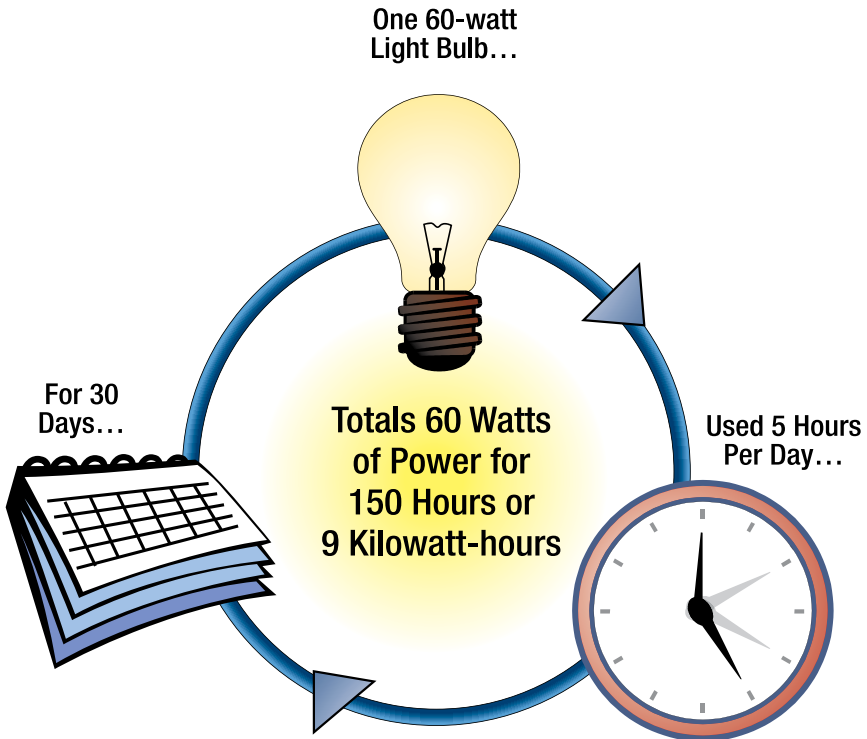 One 60-watt
Light Bulb…
Used 5 Hours
Per Day…
For 30
Days…
Totals 60 Watts
of Power for
150 Hours or
9 Kilowatt-hours